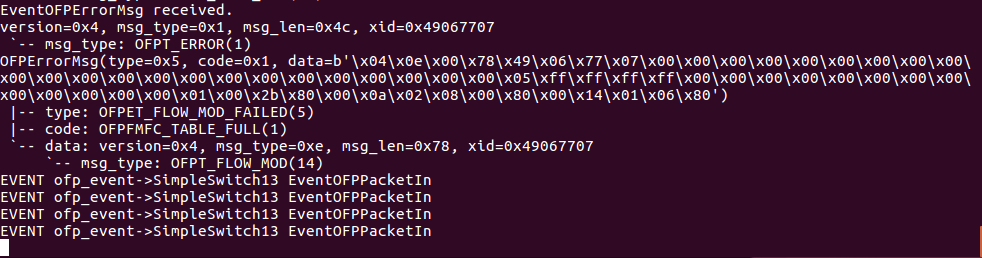 EventOFPErrorMsg received.
version=0x4, msg_type=0x1, msg_len=0x4c, xid=0x49067707
 `-- msg_type: OFPT_ERROR(1)
OFPErrorMsg(type=0x5, code=0x1, data=b'\x04\x0e\x00\x78\x49\x06\x77\x07\x00\x00\x00\x00\x00\x00\x00\x00\
x00\x00\x00\x00\x00\x00\x00\x00\x00\x00\x00\x00\x00\x05\xff\xff\xff\xff\x00\x00\x00\x00\x00\x00\x00\x00\
x00\x00\x00\x00\x00\x01\x00\x2b\x80\x00\x0a\x02\x08\x00\x80\x00\x14\x01\x06\x80')
 |-- type: OFPET_FLOW_MOD_FAILED(5)
 |-- code: OFPFMFC_TABLE_FULL(1)
 `-- data: version=0x4, msg_type=0xe, msg_len=0x78, xid=0x49067707
     `-- msg_type: OFPT_FLOW_MOD(14)
EVENT ofp_event->SimpleSwitch13 EventOFPPacketIn
EVENT ofp_event->SimpleSwitch13 EventOFPPacketIn
EVENT ofp_event->SimpleSwitch13 EventOFPPacketIn
EVENT ofp_event->SimpleSwitch13 EventOFPPacketIn